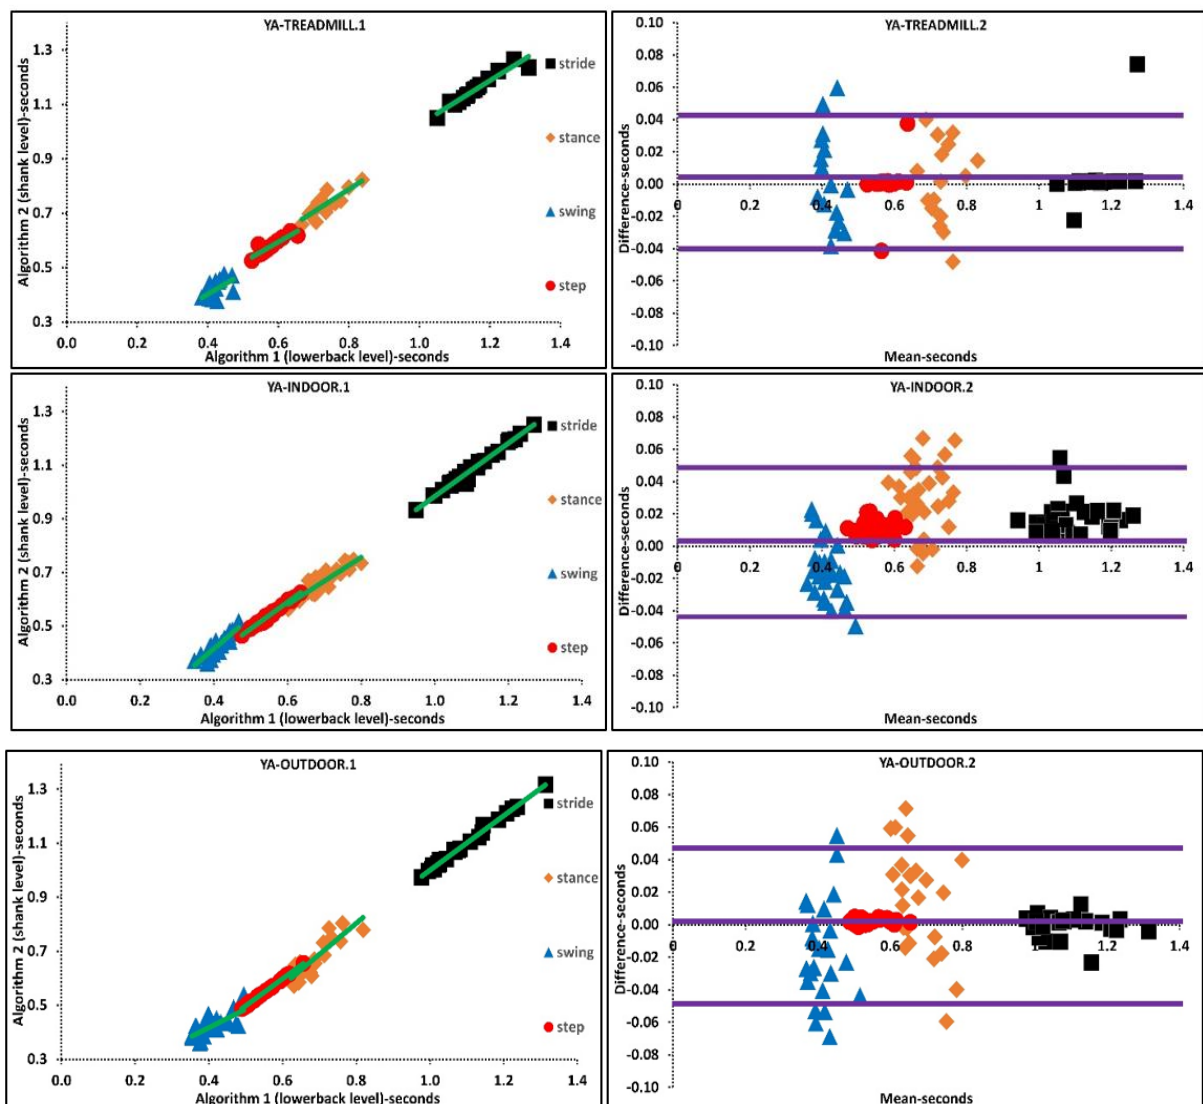 YA-TREADMILL.1
Algorithm 2 (shank level)-seconds
1.3
1.1
0.9
0.7
0.5
0.3
stride
stance
swing
step
0.0 0.2 0.4 0.6 0.8 1.0 1.2 1.4
Algorithm 1 (lowerback level)-seconds
YA-TREADMILL.2
Difference-seconds
0.10
0.08
0.06
0.04
0.02
0.00
-0.02
-0.04
-0.06
-0.08
-0.10
0 0.2 0.4 0.6 0.8 1 1.2 1.4
Mean-seconds
YA-INDOOR.1
Algorithm 2 (shank level)-seconds
1.3
1.1
0.9
0.7
0.5
0.3
stride
stance
swing
step
0.0 0.2 0.4 0.6 0.8 1.0 1.2 1.4
Algorithm 1 (lowerback level)-seconds
YA-INDOOR.2
Difference-seconds
0.10
0.08
0.06
0.04
0.02
0.00
-0.02
-0.04
-0.06
-0.08
-0.10
0 0.2 0.4 0.6 0.8 1 1.2 1.4
Mean-seconds
YA-OUTDOOR.1
Algorithm 2 (shank level)-seconds
1.3
1.1
0.9
0.7
0.5
0.3
stride
stance
swing
step
0.0 0.2 0.4 0.6 0.8 1.0 1.2 1.4
Algorithm 1 (lowerback level)-seconds
YA-OUTDOOR.2
Difference-seconds
0.10
0.08
0.06
0.04
0.02
0.00
-0.02
-0.04
-0.06
-0.08
-0.10
0 0.2 0.4 0.6 0.8 1 1.2 1.4
Mean-seconds